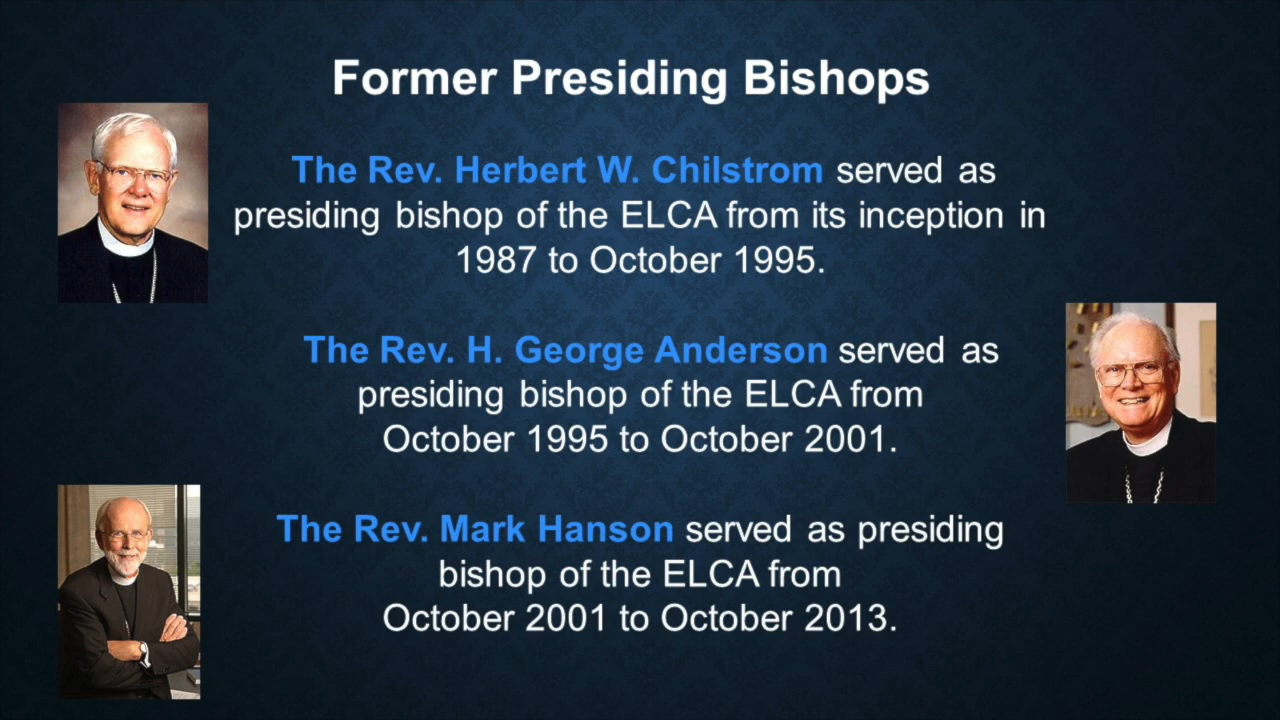 Former Presiding Bishops
The Rev. Herbert W. Chilstrom served as
presiding bishop of the ELCA from its inception in
1987 to October 1995.
The Rev. H. George Anderson served as
presiding bishop of the ELCA from
October 1995 to October 2001.
The Rev. Mark Hanson served as presiding
bishop of the ELCA from
October 2001 to October 2013.